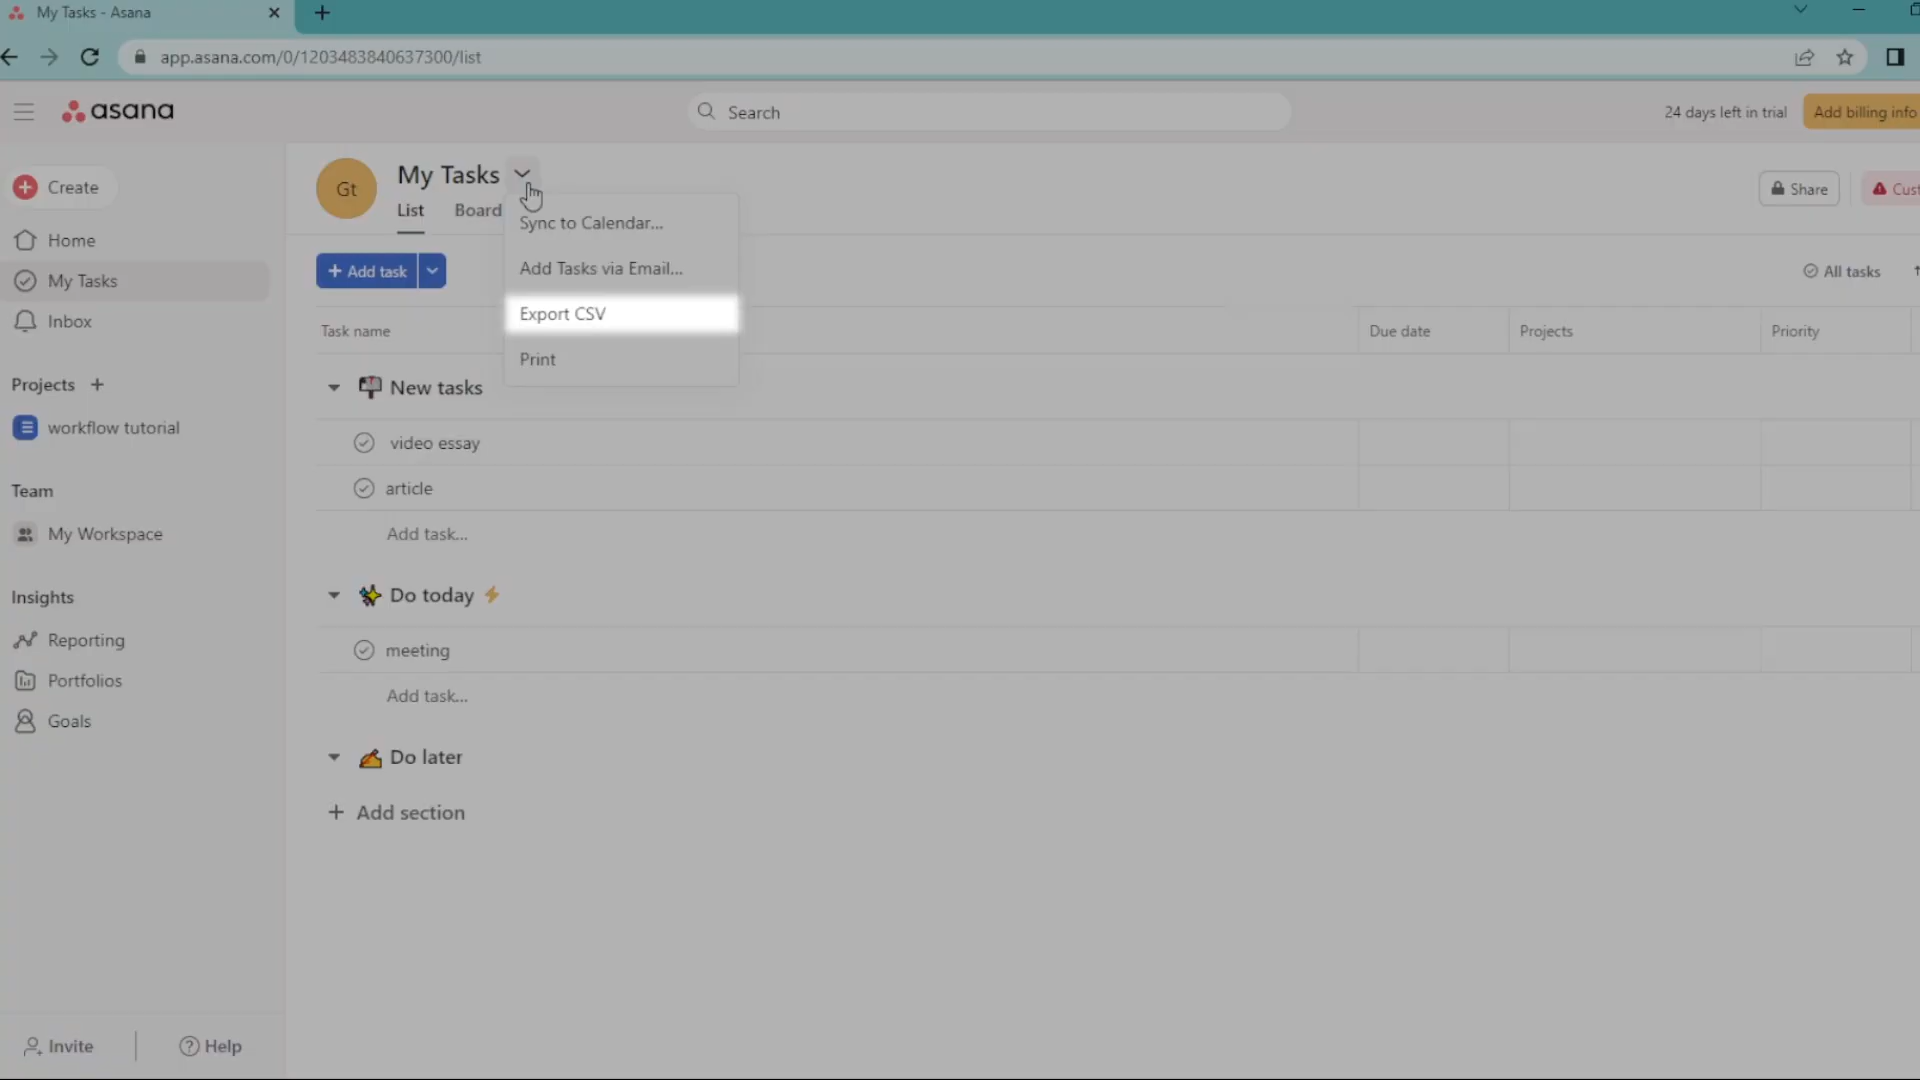 My Tasks - Asana
app.asana.com/0/1203483840637300/list
asana
Search
24 days left in trial
Add billing info
Create
Home
My Tasks
Inbox
Projects +
workflow tutorial
Team
My Workspace
Insights
Reporting
Portfolios
Goals
Invite
Help
Gt
My Tasks
List
Board
Share
Cust
Sync to Calendar...
Add Tasks via Email...
Export CSV
Print
+ Add task
All tasks
Task name
Due date
Projects
Priority
New tasks
video essay
article
Add task...
Do today
meeting
Add task...
Do later
+ Add section